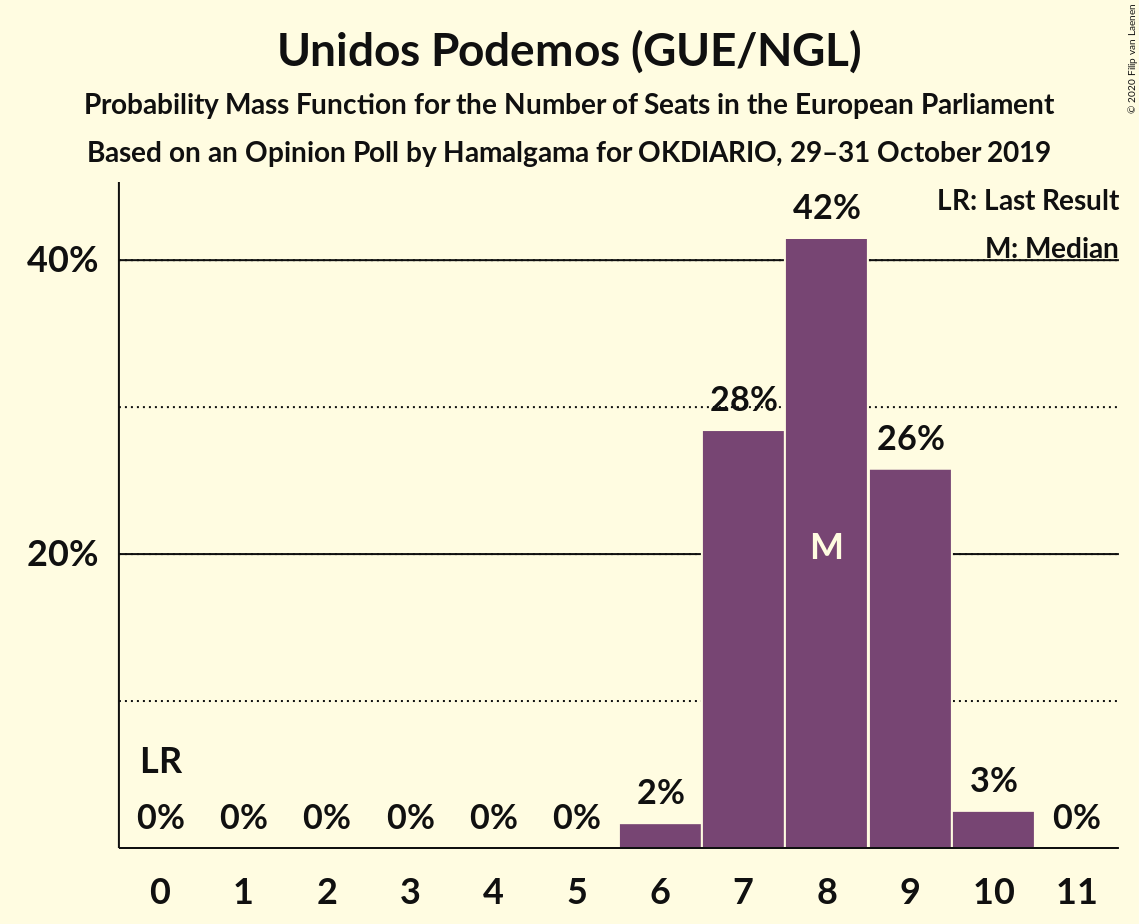 Unidos Podemos (GUE/NGL)
Probability Mass Function for the Number of Seats in the European Parliament
Based on an Opinion Poll by Hamalgama for OKDIARIO, 29–31 October 2019
© 2020 Filip van Laenen
LR: Last Result
M: Median
40%
20%
42%
28%
26%
M
LR
0% 0% 0% 0% 0% 0% 2% 3% 0%
0 1 2 3 4 5 6 7 8 9 10 11